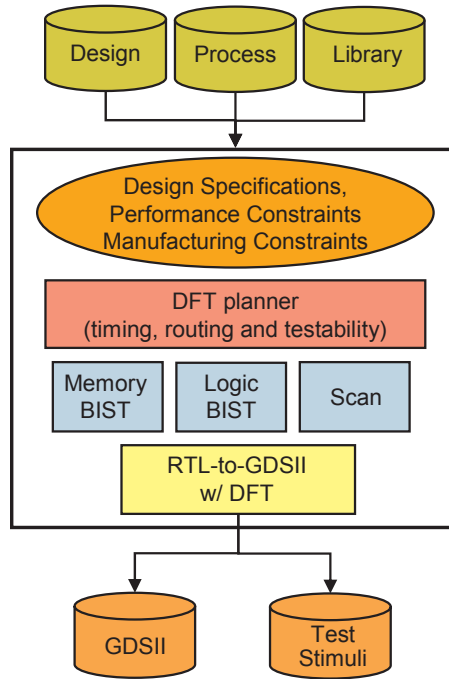 Design
Process
Library
Design Specifications,
Performance Constraints
Manufacturing Constraints
DFT planner
(timing, routing and testability)
Memory
BIST
Logic
BIST
Scan
RTL-to-GDSII
w/ DFT
GDSII
Test
Stimuli